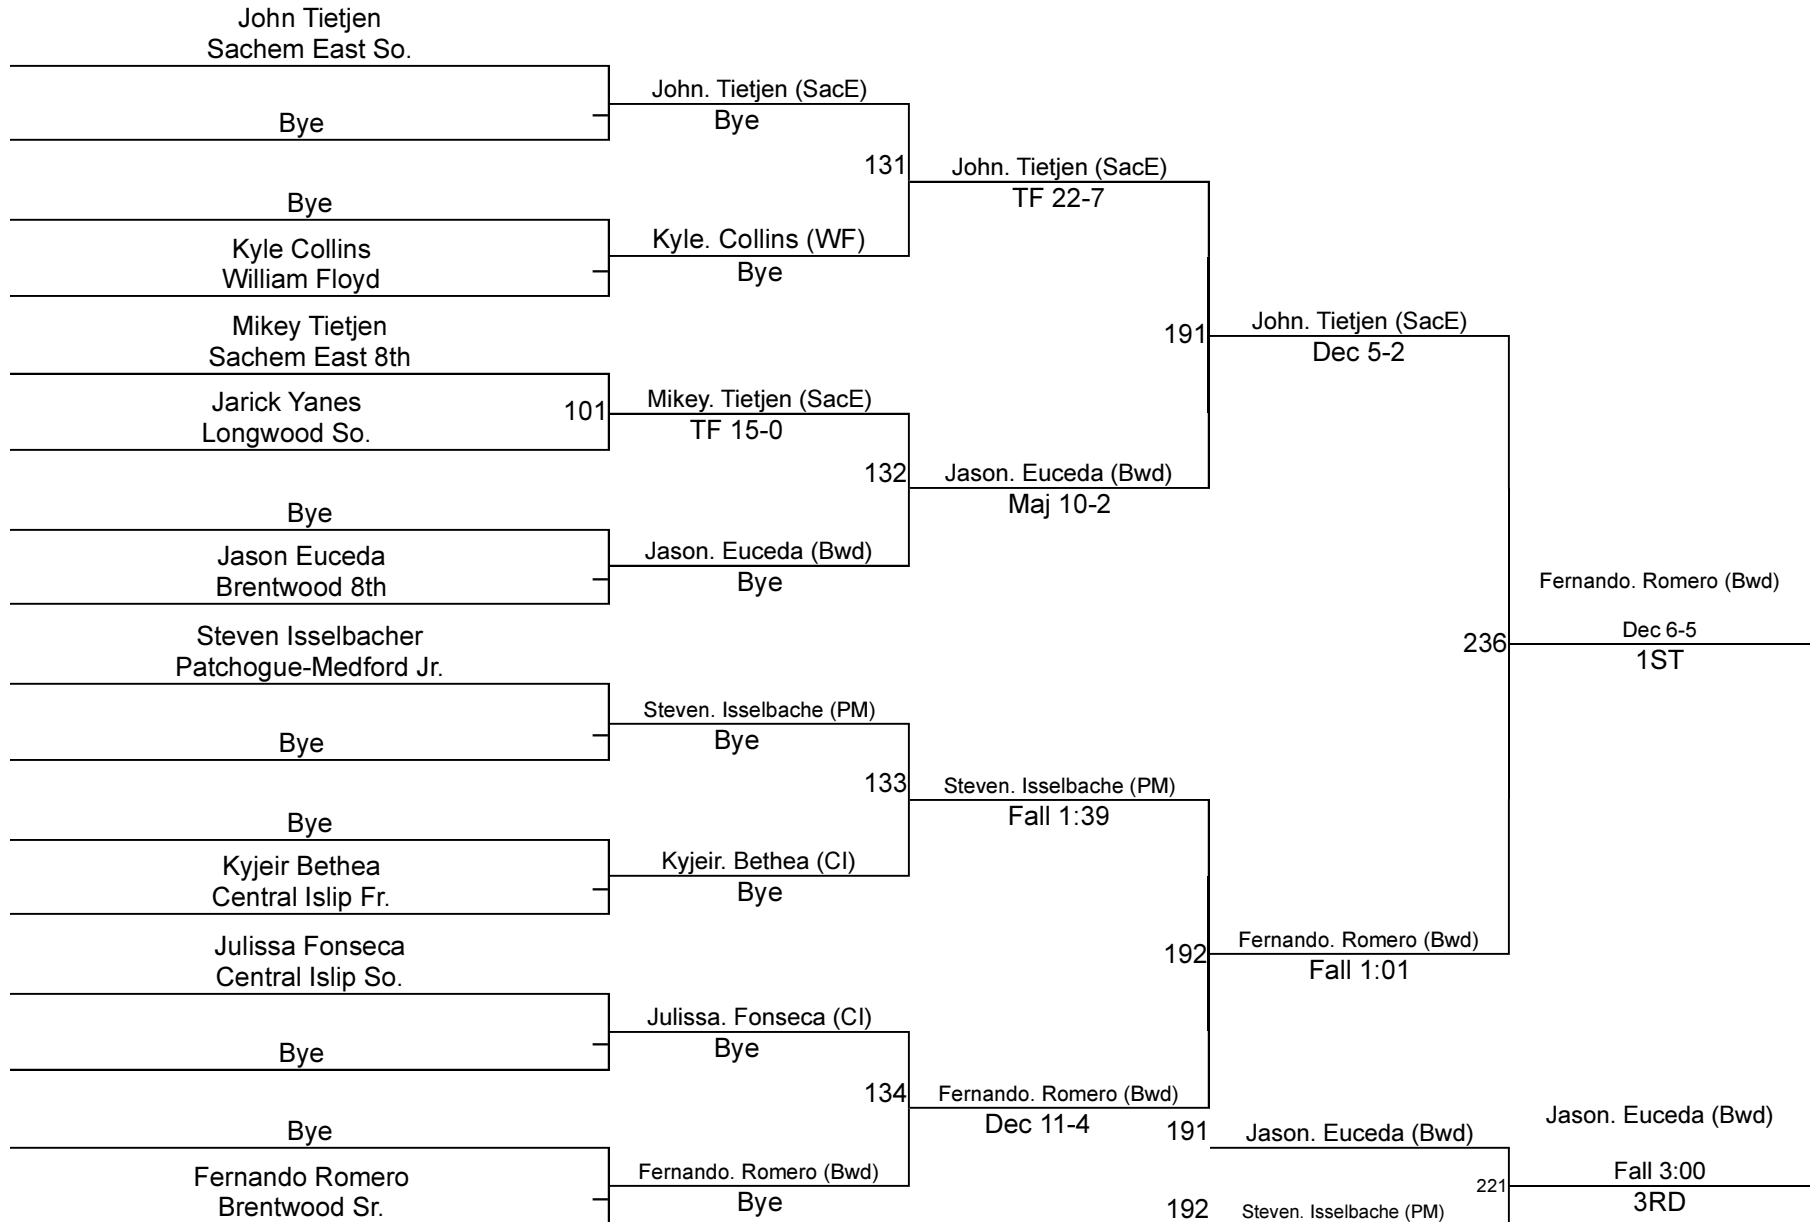 John Tietjen
Sachem East So.
Bye
John. Tietjen (SacE)
Bye
131
John. Tietjen (SacE)
TF 22-7
Bye
Kyle Collins
William Floyd
Kyle. Collins (WF)
Bye
191
John. Tietjen (SacE)
Dec 5-2
Mikey Tietjen
Sachem East 8th
Jarick Yanes
Longwood So.
101
Mikey. Tietjen (SacE)
TF 15-0
132
Jason. Euceda (Bwd)
Maj 10-2
Bye
Jason Euceda
Brentwood 8th
Jason. Euceda (Bwd)
Bye
236
Fernando. Romero (Bwd)
Dec 6-5
1ST
Steven Isselbacher
Patchogue-Medford Jr.
Bye
Steven. Isselbache (PM)
Bye
133
Steven. Isselbache (PM)
Fall 1:39
Bye
Kyjeir Bethea
Central Islip Fr.
Kyjeir. Bethea (CI)
Bye
192
Fernando. Romero (Bwd)
Fall 1:01
Julissa Fonseca
Central Islip So.
Bye
Julissa. Fonseca (CI)
Bye
134
Fernando. Romero (Bwd)
Dec 11-4
Bye
Fernando Romero
Brentwood Sr.
Fernando. Romero (Bwd)
Bye
191
Jason. Euceda (Bwd)
192
Steven. Isselbache (PM)
221
Jason. Euceda (Bwd)
Fall 3:00
3RD